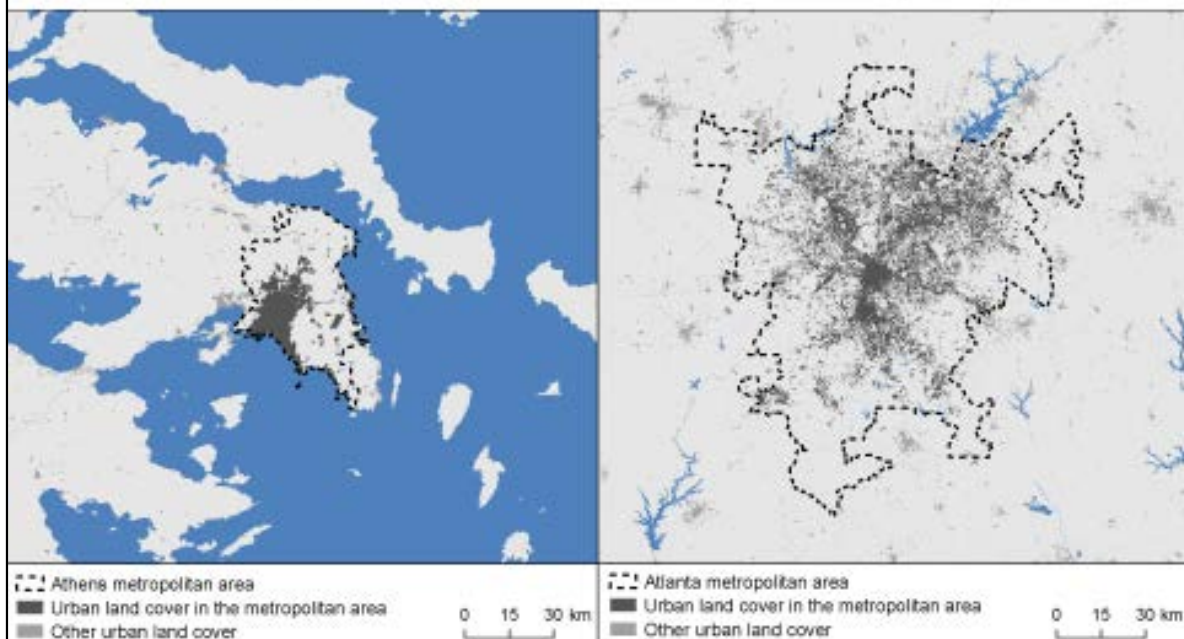 Athens metropolitan area
Urban land cover in the metropolitan area
Other urban land cover
0 15 30 km
Atlanta metropolitan area
Urban land cover in the metropolitan area
Other urban land cover
0 15 30 km